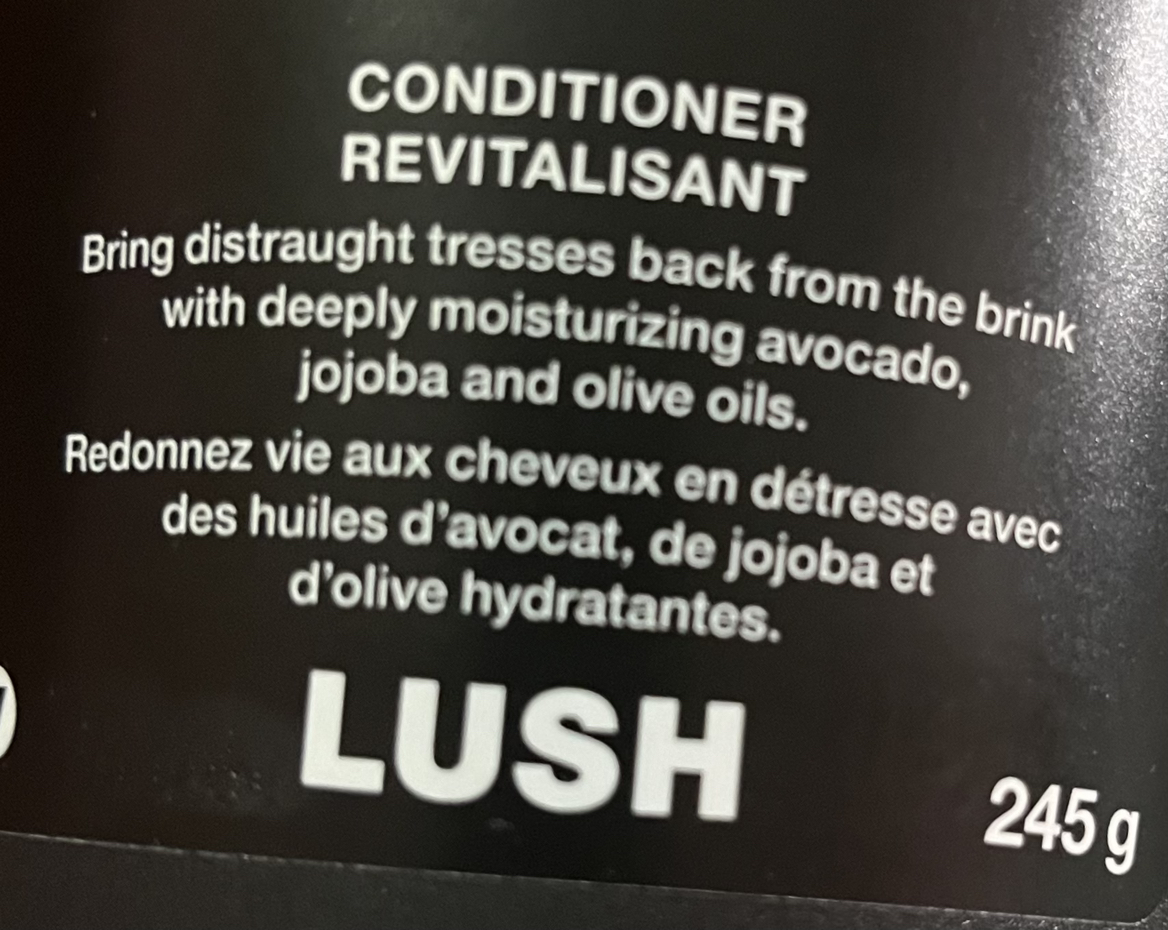 CONDITIONER
REVITALISANT
Bring distraught tresses back from the brink
with deeply moisturizing avocado,
jojoba and olive oils.
Redonnez vie aux cheveux en détresse avec
des huiles d'avocat, de jojoba et
d'olive hydratantes.
LUSH
245 g